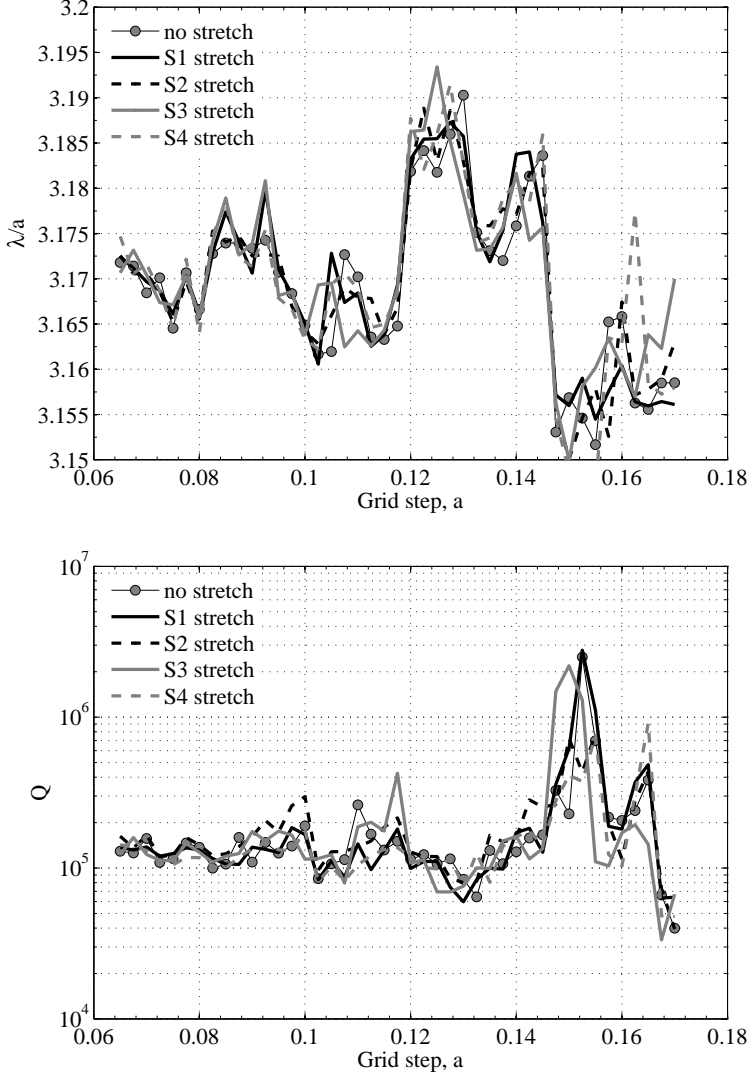 3.2
3.195
3.19
3.185
3.18
3.175
3.17
3.165
3.16
3.155
3.15
λ/a
no stretch
S1 stretch
S2 stretch
S3 stretch
S4 stretch
0.06 0.08 0.1 0.12 0.14 0.16 0.18
Grid step, a
10^7
10^6
10^5
10^4
Q
no stretch
S1 stretch
S2 stretch
S3 stretch
S4 stretch
0.06 0.08 0.1 0.12 0.14 0.16 0.18
Grid step, a